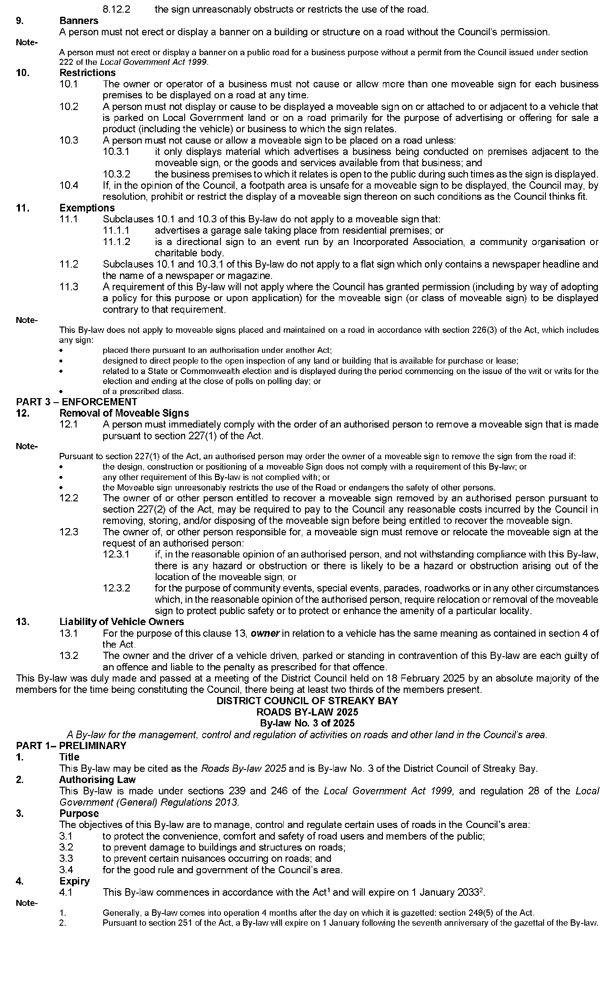 8.12.2 the sign unreasonably obstructs or restricts the use of the road.
9. Banners
A person must not erect or display a banner on a building or structure on a road without the Council's permission.
Note-
A person must not erect or display a banner on a public road for a business purpose without a permit from the Council issued under section
222 of the Local Government Act 1999.
10. Restrictions
10.1 The owner or operator of a business must not cause or allow more than one moveable sign for each business
premises to be displayed on a road at any time.
10.2 A person must not display or cause to be displayed a moveable sign on or attached to or adjacent to a vehicle that
is parked on Local Government land or on a road primarily for the purpose of advertising or offering for sale a
product (including the vehicle) or business to which the sign relates.
10.3 A person must not cause or allow a moveable sign to be placed on a road unless:
10.3.1 it only displays material which advertises a business being conducted on premises adjacent to the
moveable sign, or the goods and services available from that business; and
10.3.2 the business premises to which it relates is open to the public during such times as the sign is displayed.
10.4 If, in the opinion of the Council, a footpath area is unsafe for a moveable sign to be displayed, the Council may, by
resolution, prohibit or restrict the display of a moveable sign thereon on such conditions as the Council thinks fit.
11. Exemptions
11.1 Subclauses 10.1 and 10.3 of this By-law do not apply to a moveable sign that:
11.1.1 advertises a garage sale taking place from residential premises; or
11.1.2 is a directional sign to an event run by an Incorporated Association, a community organisation or
charitable body.
11.2 Subclauses 10.1 and 10.3.1 of this By-law do not apply to a flat sign which only contains a newspaper headline and
the name of a newspaper or magazine.
11.3 A requirement of this By-law will not apply where the Council has granted permission (including by way of adopting
a policy for this purpose or upon application) for the moveable sign (or class of moveable sign) to be displayed
contrary to that requirement.
Note-
This By-law does not apply to moveable signs placed and maintained on a road in accordance with section 226(3) of the Act, which includes
any sign:
• placed there pursuant to an authorisation under another Act;
• designed to direct people to the open inspection of any land or building that is available for purchase or lease;
• related to a State or Commonwealth election and is displayed during the period commencing on the issue of the writ or writs for the
election and ending at the close of polls on polling day; or
• of a prescribed class.
PART 3 – ENFORCEMENT
12. Removal of Moveable Signs
12.1 A person must immediately comply with the order of an authorised person to remove a moveable sign that is made
pursuant to section 227(1) of the Act.
Note-
Pursuant to section 227(1) of the Act, an authorised person may order the owner of a moveable sign to remove the sign from the road if:
• the design, construction or positioning of a moveable Sign does not comply with a requirement of this By-law; or
• any other requirement of this By-law is not complied with; or
• the Moveable sign unreasonably restricts the use of the Road or endangers the safety of other persons.
12.2 The owner of or other person entitled to recover a moveable sign removed by an authorised person pursuant to
section 227(2) of the Act, may be required to pay to the Council any reasonable costs incurred by the Council in
removing, storing, and/or disposing of the moveable sign before being entitled to recover the moveable sign.
12.3 The owner of, or other person responsible for, a moveable sign must remove or relocate the moveable sign at the
request of an authorised person:
12.3.1 if, in the reasonable opinion of an authorised person, and not withstanding compliance with this By-law,
there is any hazard or obstruction or there is likely to be a hazard or obstruction arising out of the
location of the moveable sign; or
12.3.2 for the purpose of community events, special events, parades, roadworks or in any other circumstances
which, in the reasonable opinion of the authorised person, require relocation or removal of the moveable
sign to protect public safety or to protect or enhance the amenity of a particular locality.
13. Liability of Vehicle Owners
13.1 For the purpose of this clause 13, owner in relation to a vehicle has the same meaning as contained in section 4 of
the Act.
13.2 The owner and the driver of a vehicle driven, parked or standing in contravention of this By-law are each guilty of
an offence and liable to the penalty as prescribed for that offence.
This By-law was duly made and passed at a meeting of the District Council held on 18 February 2025 by an absolute majority of the
members for the time being constituting the Council, there being at least two thirds of the members present.
DISTRICT COUNCIL OF STREAKY BAY
ROADS BY-LAW 2025
By-law No. 3 of 2025
A By-law for the management, control and regulation of activities on roads and other land in the Council's area.
PART 1– PRELIMINARY
1. Title
This By-law may be cited as the Roads By-law 2025 and is By-law No. 3 of the District Council of Streaky Bay.
2. Authorising Law
This By-law is made under sections 239 and 246 of the Local Government Act 1999, and regulation 28 of the Local
Government (General) Regulations 2013.
3. Purpose
The objectives of this By-law are to manage, control and regulate certain uses of roads in the Council's area:
3.1 to protect the convenience, comfort and safety of road users and members of the public;
3.2 to prevent damage to buildings and structures on roads;
3.3 to prevent certain nuisances occurring on roads; and
3.4 for the good rule and government of the Council's area.
4. Expiry
4.1 This By-law commences in accordance with the Act¹ and will expire on 1 January 2033².
Note-
1. Generally, a By-law comes into operation 4 months after the day on which it is gazetted: section 249(5) of the Act.
2. Pursuant to section 251 of the Act, a By-law will expire on 1 January following the seventh anniversary of the gazettal of the By-law.